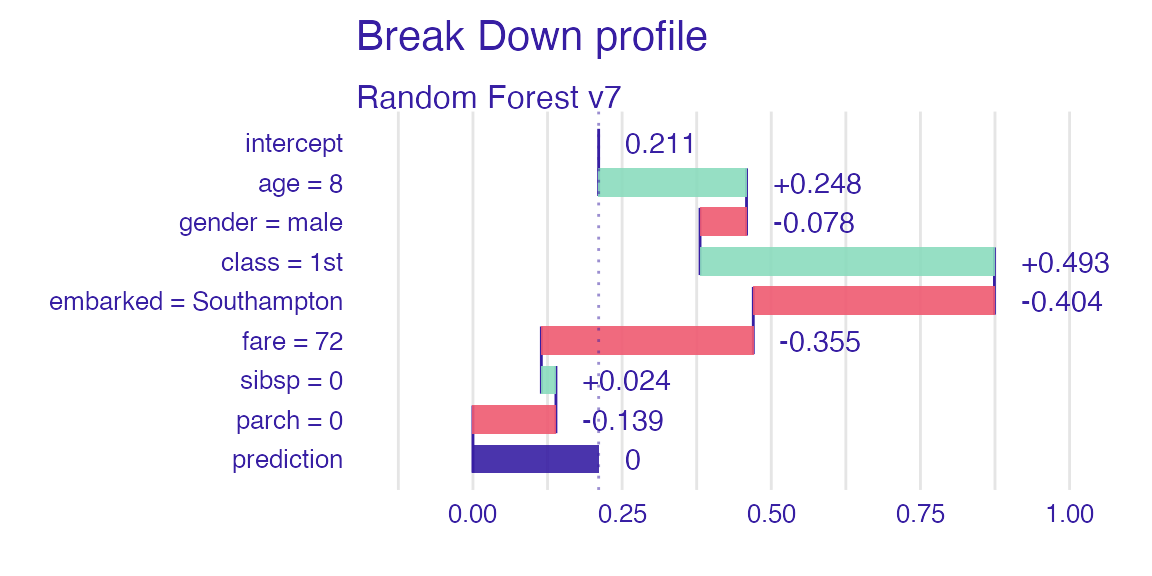 Break Down profile
Random Forest v7
intercept 0.211
age = 8 +0.248
gender = male -0.078
class = 1st +0.493
embarked = Southampton -0.404
fare = 72 -0.355
sibsp = 0 +0.024
parch = 0 -0.139
prediction 0
0.00 0.25 0.50 0.75 1.00